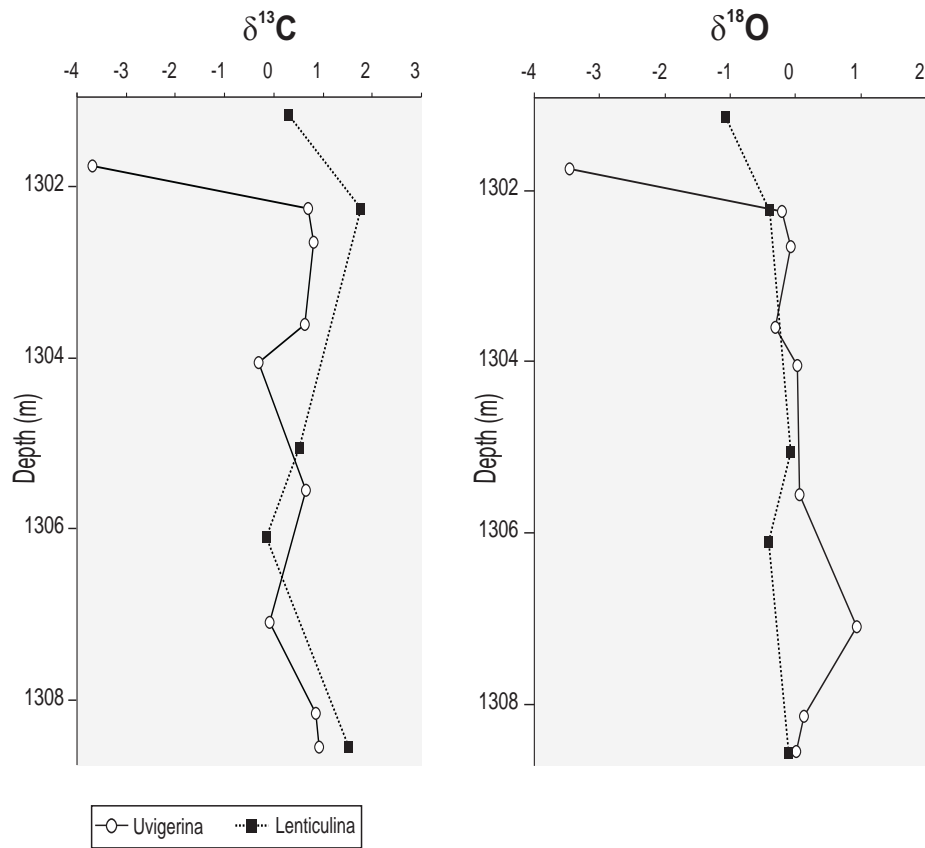 δ¹³C
-4 -3 -2 -1 0 1 2 3
Depth (m)
1302
1304
1306
1308
δ¹⁸O
-4 -3 -2 -1 0 1 2
Depth (m)
1302
1304
1306
1308
Uvigerina Lenticulina